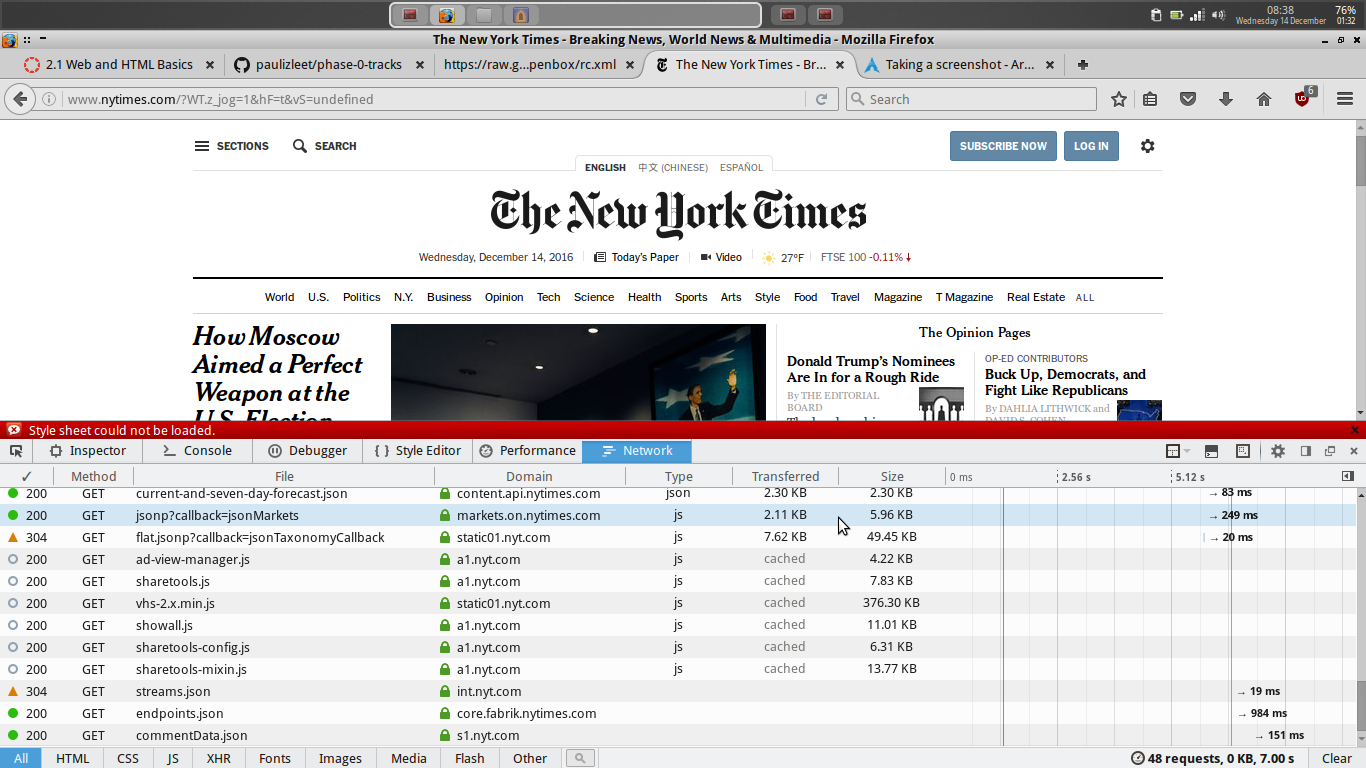 08:38
Wednesday 14 December
76%
01:32
The New York Times - Breaking News, World News & Multimedia - Mozilla Firefox
2.1 Web and HTML Basics
paulizleet/phase-0-tracks
https://raw.g...penbox/rc.xml
The New York Times - Br...
Taking a screenshot - Ar...
www.nytimes.com/?WT.z_jog=1&hF=t&vS=undefined
Search
6
SECTIONS
SEARCH
SUBSCRIBE NOW
LOG IN
ENGLISH 中文 (CHINESE) ESPAÑOL
The New York Times
Wednesday, December 14, 2016
Today's Paper
Video
27°F
FTSE 100 -0.11%
World U.S. Politics N.Y. Business Opinion Tech Science Health Sports Arts Style Food Travel Magazine T Magazine Real Estate ALL
How Moscow
Aimed a Perfect
Weapon at the
U.S. Election
The Opinion Pages
Donald Trump's Nominees
Are In for a Rough Ride
By THE EDITORIAL
BOARD
OP-ED CONTRIBUTORS
Buck Up, Democrats, and
Fight Like Republicans
By DAHLIA LITHWICK and
DAVID S. COHEN
Style sheet could not be loaded.
Inspector Console Debugger Style Editor Performance Network
✓ Method File Domain Type Transferred Size 0 ms 2.56 s 5.12 s
200 GET current-and-seven-day-forecast.json content.api.nytimes.com json 2.30 KB 2.30 KB → 83 ms
200 GET jsonp?callback=jsonMarkets markets.on.nytimes.com js 2.11 KB 5.96 KB → 249 ms
304 GET flat.jsonp?callback=jsonTaxonomyCallback static01.nyt.com js 7.62 KB 49.45 KB → 20 ms
200 GET ad-view-manager.js a1.nyt.com js cached 4.22 KB
200 GET sharetools.js a1.nyt.com js cached 7.83 KB
200 GET vhs-2.x.min.js static01.nyt.com js cached 376.30 KB
200 GET showall.js a1.nyt.com js cached 11.01 KB
200 GET sharetools-config.js a1.nyt.com js cached 6.31 KB
200 GET sharetools-mixin.js a1.nyt.com js cached 13.77 KB
304 GET streams.json int.nyt.com → 19 ms
200 GET endpoints.json core.fabrik.nytimes.com → 984 ms
200 GET commentData.json s1.nyt.com → 151 ms
All HTML CSS JS XHR Fonts Images Media Flash Other
48 requests, 0 KB, 7.00 s
Clear